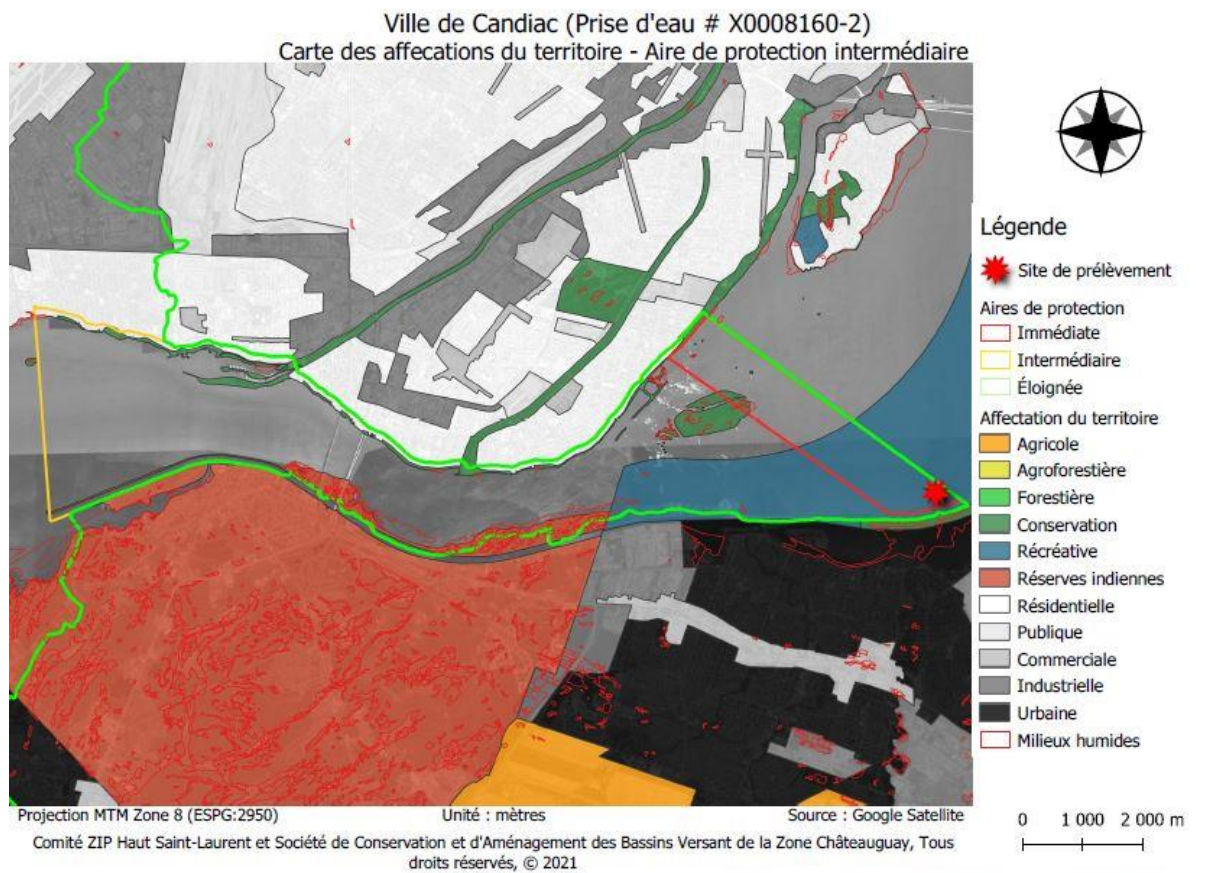 Ville de Candiac (Prise d'eau # X0008160-2)
Carte des affecations du territoire - Aire de protection intermédiaire
Légende
Site de prélèvement
Aires de protection
Immédiate
Intermédiaire
Éloignée
Affectation du territoire
Agricole
Agroforestière
Forestière
Conservation
Récréative
Réserves indiennes
Résidentielle
Publique
Commerciale
Industrielle
Urbaine
Milieux humides
Projection MTM Zone 8 (ESPG:2950) Unité : mètres Source : Google Satellite
0 1 000 2 000 m
Comité ZIP Haut Saint-Laurent et Société de Conservation et d'Aménagement des Bassins Versant de la Zone Châteauguay, Tous
droits réservés, © 2021